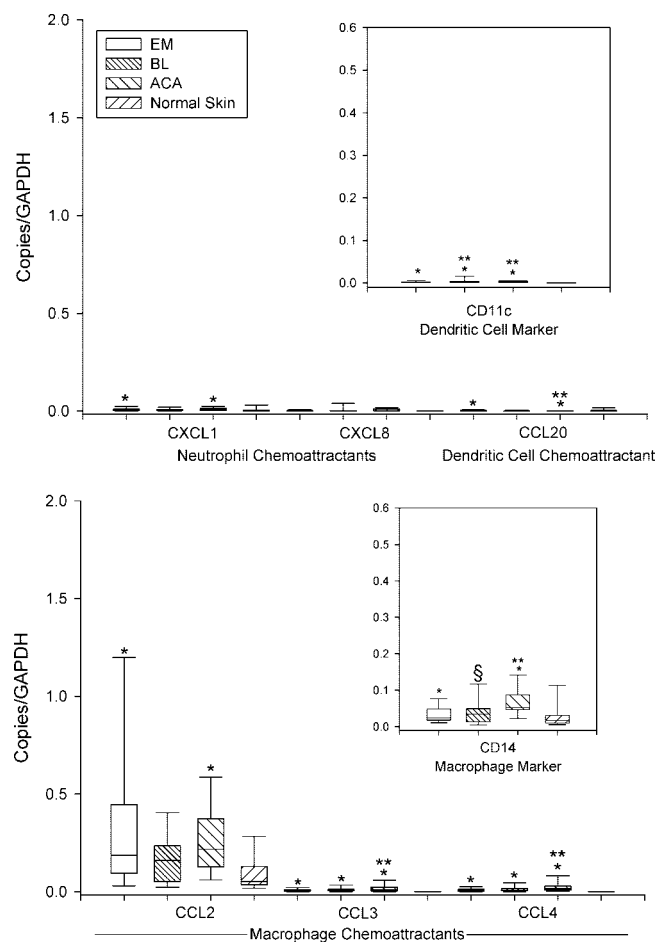 2.0
1.5
1.0
0.5
0.0
Copies/GAPDH
EM
BL
ACA
Normal Skin
0.6
0.5
0.4
0.3
0.2
0.1
0.0
* ** * ** *
CD11c
Dendritic Cell Marker
* * * ** *
CXCL1 CXCL8 CCL20
Neutrophil Chemoattractants Dendritic Cell Chemoattractant
2.0
1.5
1.0
0.5
0.0
Copies/GAPDH
0.6
0.5
0.4
0.3
0.2
0.1
0.0
* § ** *
CD14
Macrophage Marker
* * * * ** * * * ** *
CCL2 CCL3 CCL4
Macrophage Chemoattractants